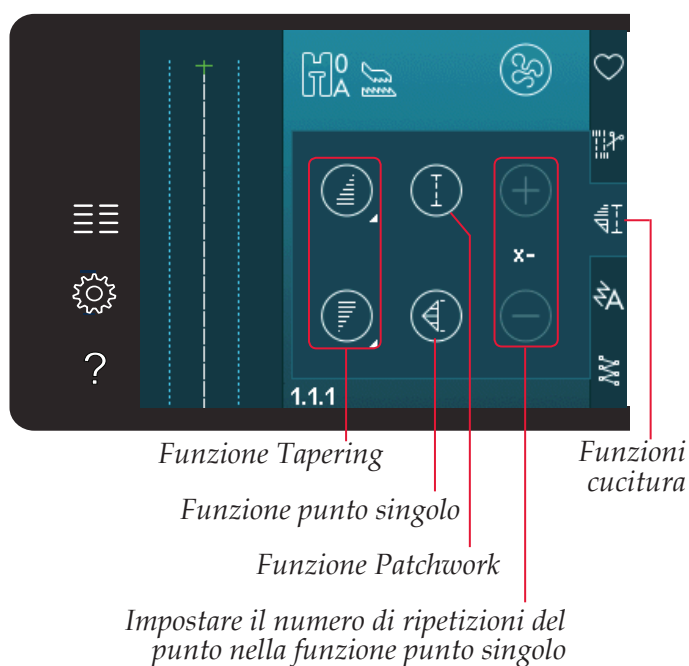 0
A
x-
A
?
1.1.1
Funzione Tapering
Funzioni
cucitura
Funzione punto singolo
Funzione Patchwork
Impostare il numero di ripetizioni del
punto nella funzione punto singolo